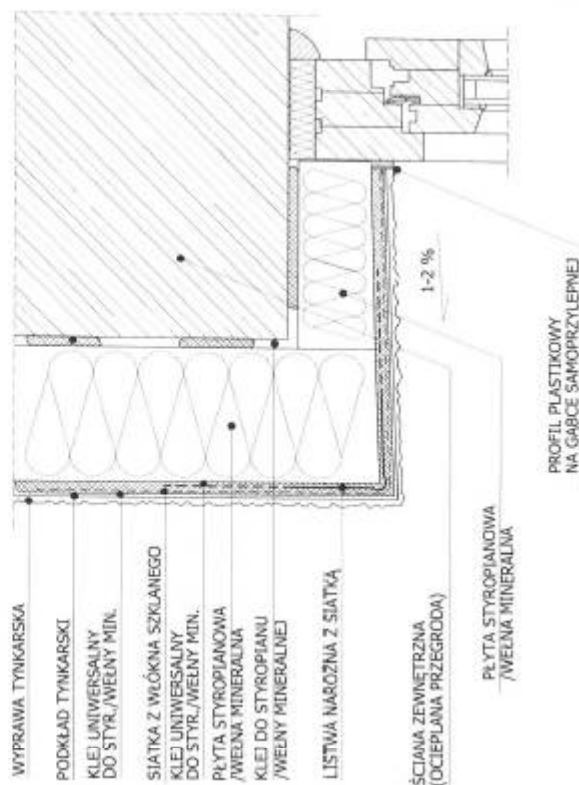 WYPRAWA TYNKARSKA
PODKŁAD TYNKARSKI
KLEJ UNIWERSALNY
DO STYR./WEŁNY MIN.
SIATKA Z WŁÓKNA SZKLANEGO
KLEJ UNIWERSALNY
DO STYR./WEŁNY MIN.
PŁYTA STYROPIANOWA
/WEŁNA MINERALNA
KLEJ DO STYROPIANU
/WEŁNY MINERALNEJ
LISTWA NAROŻNA Z SIATKĄ
ŚCIANA ZEWNĘTRZNA
(OCIEPLANA PRZEGRODA)
PŁYTA STYROPIANOWA
/WEŁNA MINERALNA
PROFIL PLASTIKOWY
NA GĄBCE SAMOPRZYLEPNEJ
1-2 %